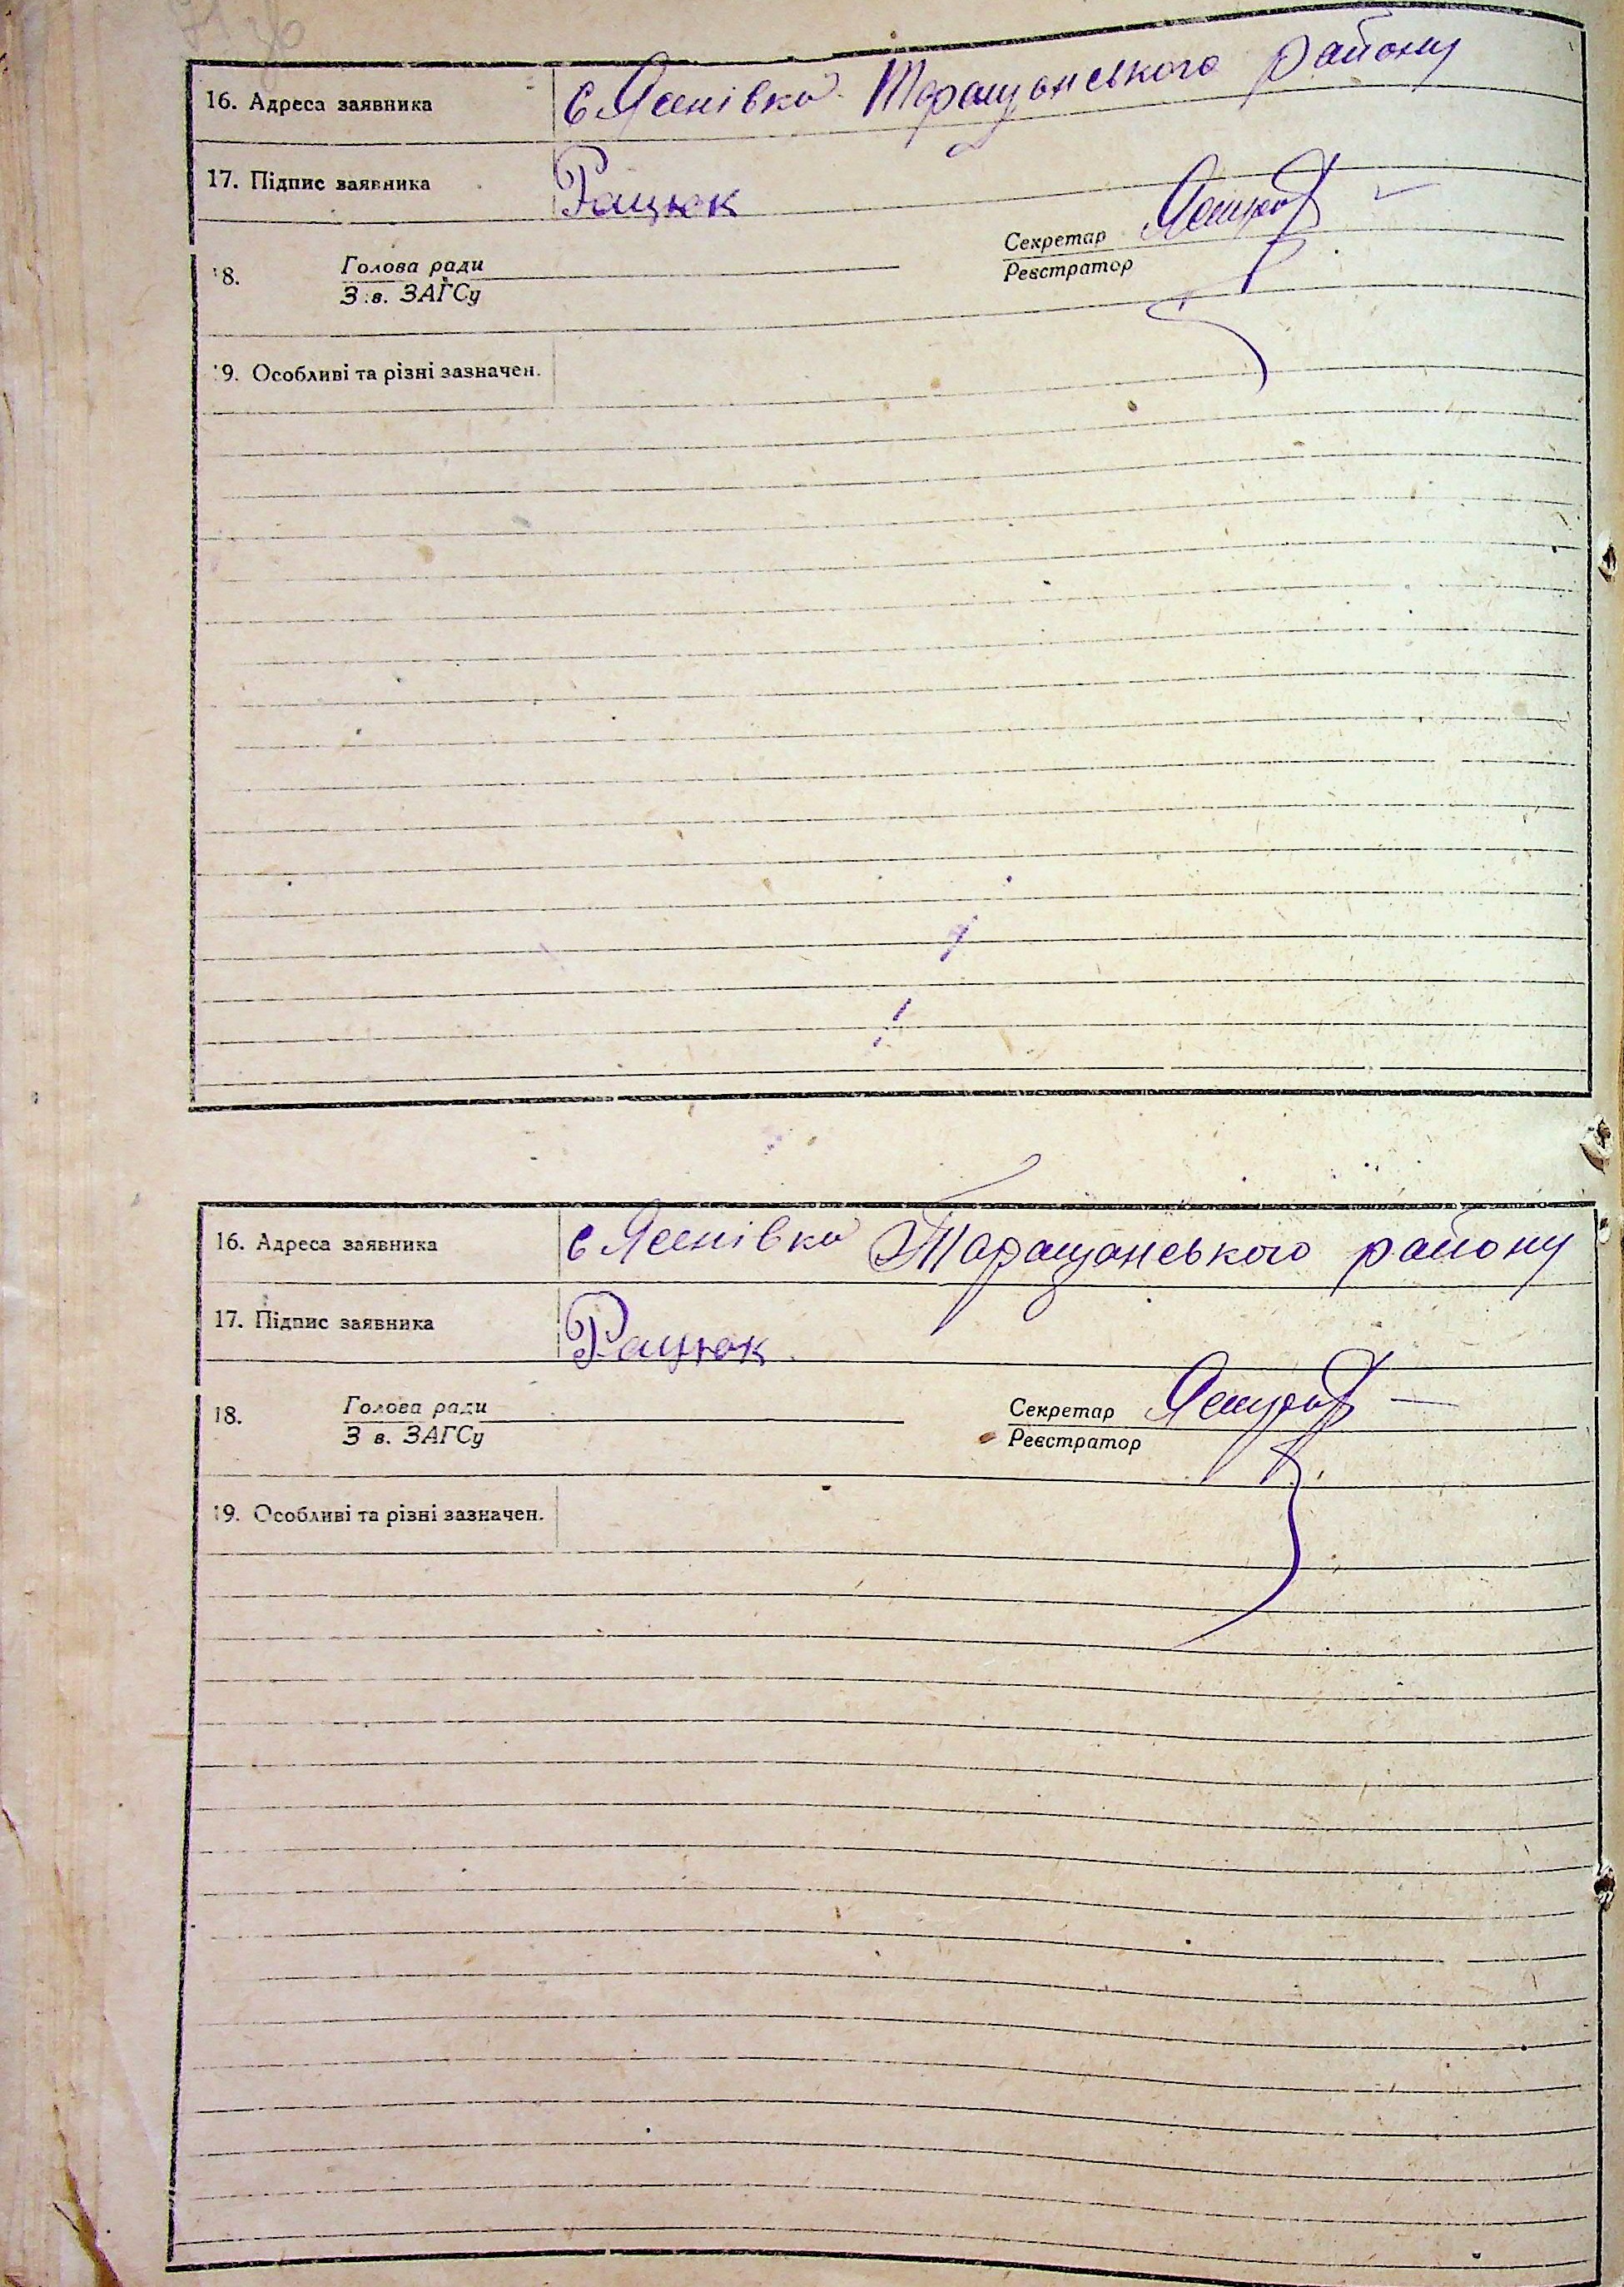 16. Адреса заявника с Лснівка Таращанського району
17. Підпис заявника Рацюк
Секретар
18. Голова ради Реєстратор
З в. ЗАГСу
19. Особливі та різні зазначен.
16. Адреса заявника с Лснівка Таращанського району
17. Підпис заявника Рацюк
18. Голова ради Секретар
З в. ЗАГСу Реєстратор
19. Особливі та різні зазначен.